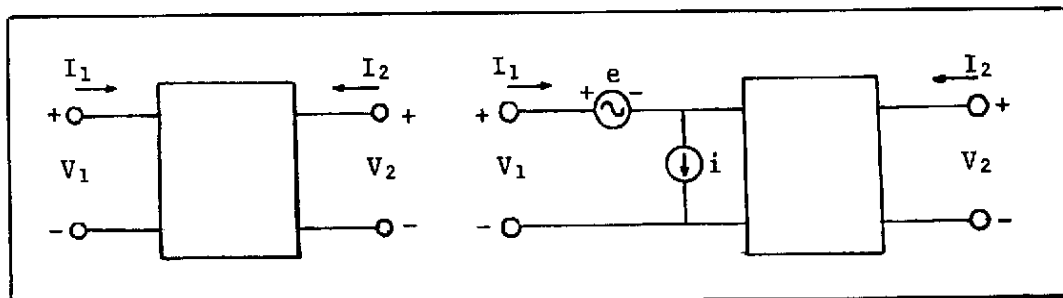 I1 I2 I1 e I2
+ + + + - +
V1 V2 V1 i V2
- - - -